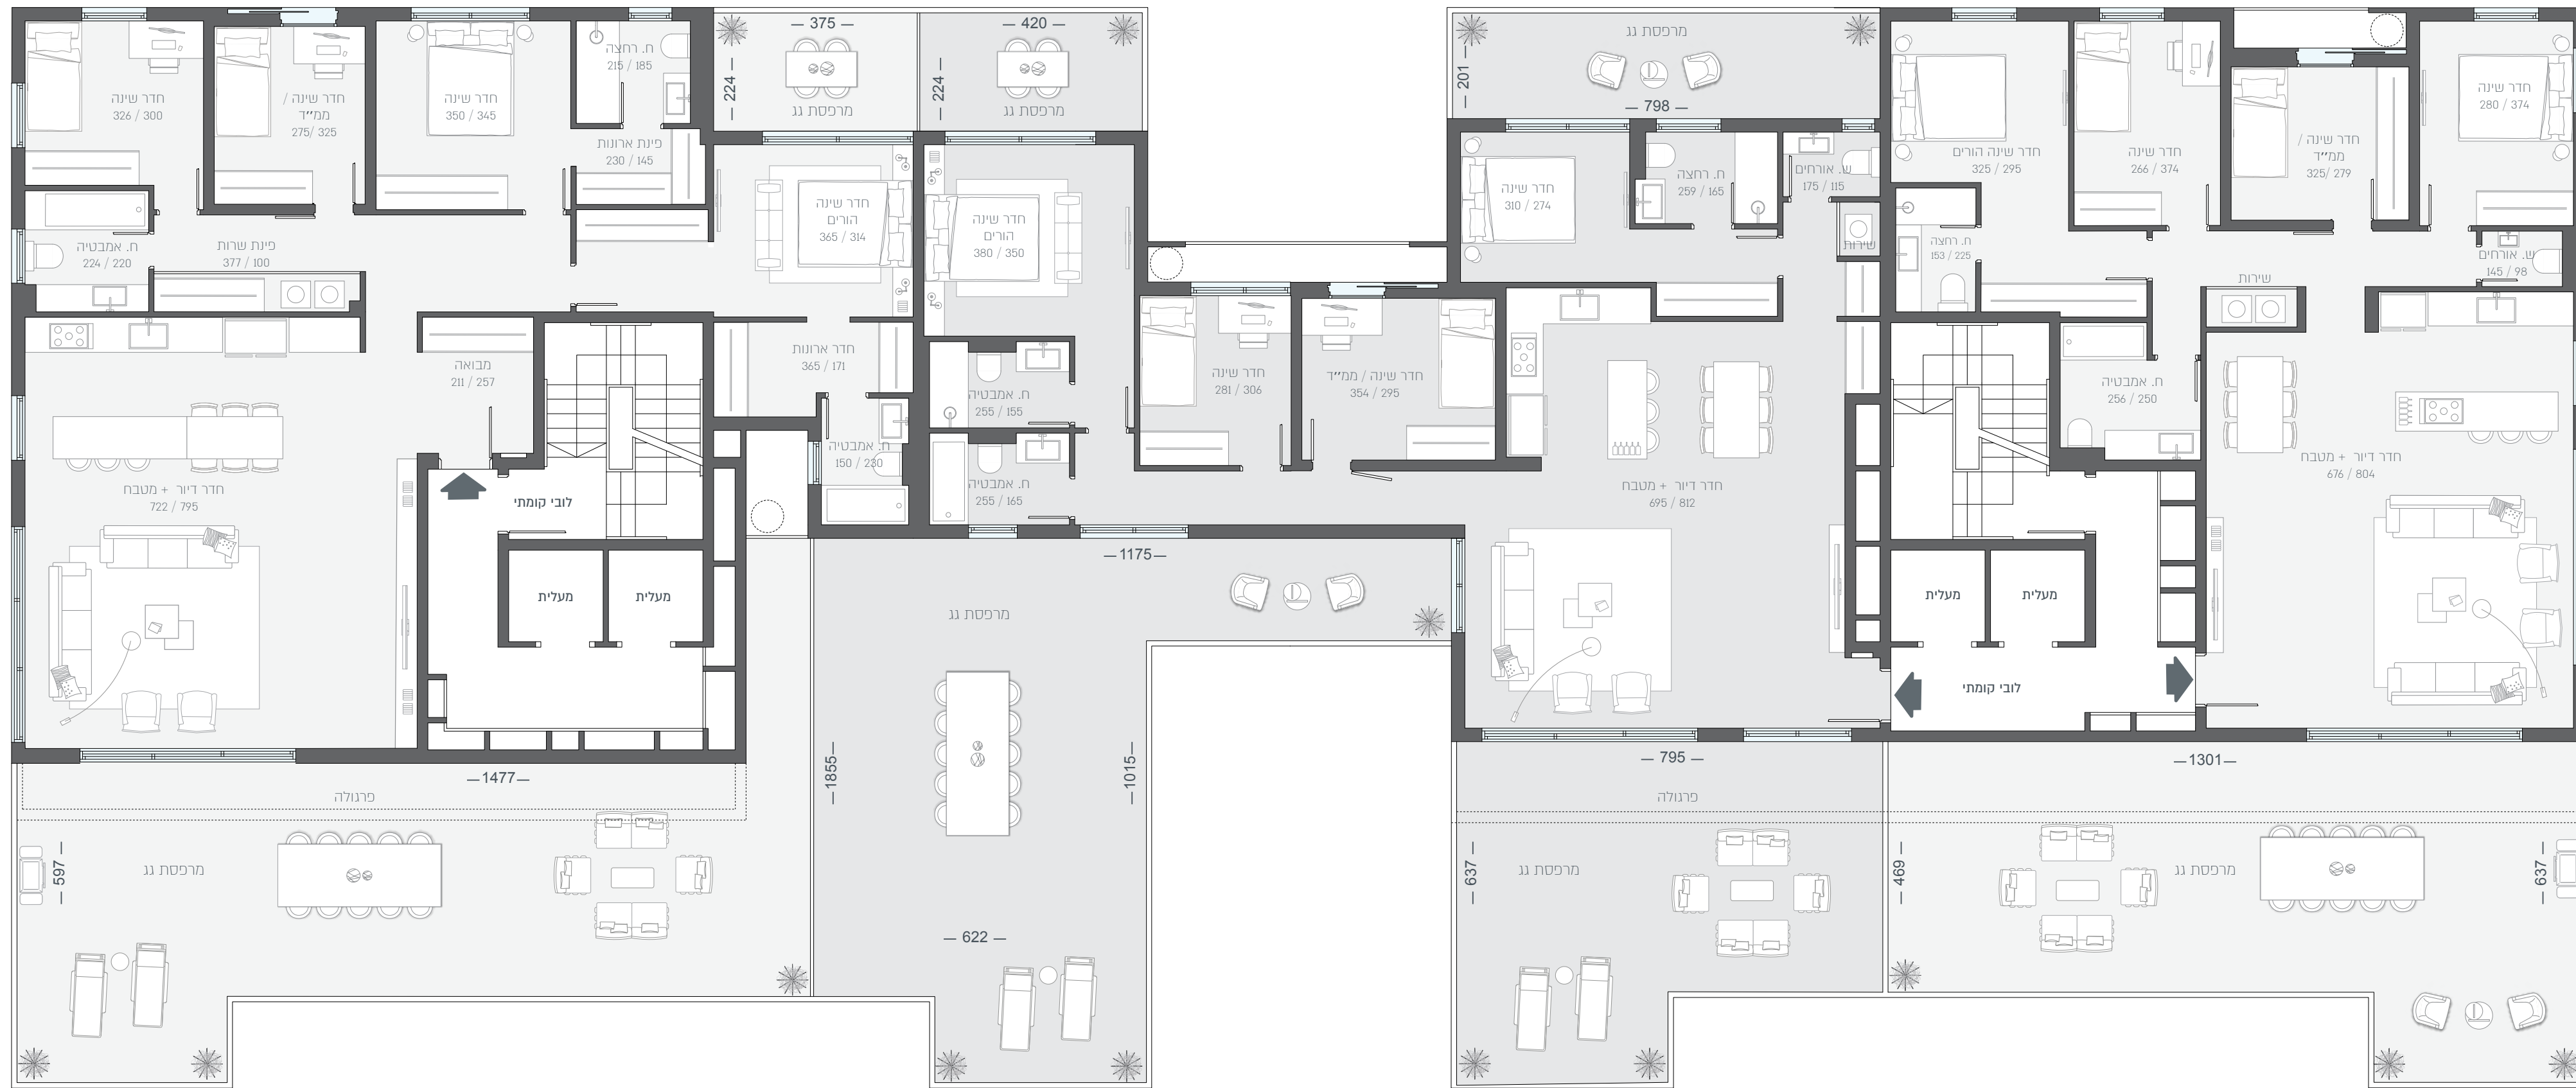 חדר שינה
326 / 300
חדר שינה /
ממ״ד
275/ 325
חדר שינה
350 / 345
ח. רחצה
215 / 185
פינת ארונות
230 / 145
ח. אמבטיה
224 / 220
פינת שרות
377 / 100
— 375 —
— 224 —
מרפסת גג
— 420 —
— 224 —
מרפסת גג
חדר שינה
הורים
365 / 314
חדר שינה
הורים
380 / 350
מבואה
211 / 257
חדר ארונות
365 / 171
ח. אמבטיה
150 / 230
ח. אמבטיה
255 / 155
ח. אמבטיה
255 / 165
חדר שינה
281 / 306
חדר שינה / ממ״ד
354 / 295
חדר דיור + מטבח
722 / 795
לובי קומתי
מעלית
מעלית
מרפסת גג
— 201 —
— 798 —
חדר שינה
310 / 274
ח. רחצה
259 / 165
ש. אורחים
175 / 115
שירות
חדר דיור + מטבח
695 / 812
חדר שינה הורים
325 / 295
חדר שינה
266 / 374
חדר שינה /
ממ״ד
325/ 279
חדר שינה
280 / 374
ח. רחצה
153 / 225
ש. אורחים
145 / 98
שירות
ח. אמבטיה
256 / 250
חדר דיור + מטבח
676 / 804
מעלית
מעלית
לובי קומתי
—1175—
מרפסת גג
—1855—
—1015—
— 622 —
—1477—
פרגולה
— 597 —
מרפסת גג
— 795 —
פרגולה
— 637 —
מרפסת גג
—1301—
— 469 —
מרפסת גג
— 637 —